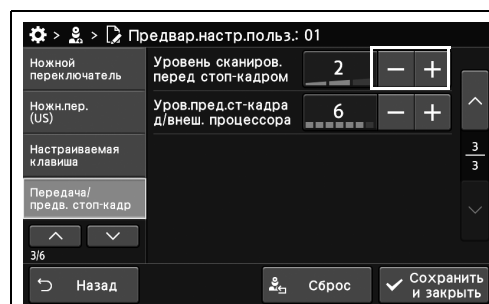 > > Предвар.настр.польз.: 01
Ножной
переключатель
Ножн.пер.
(US)
Настраиваемая
клавиша
Передача/
предв. стоп-кадр
3/6
Уровень сканиров.
перед стоп-кадром
2
− +
Уров.пред.ст-кадра
д/внеш. процессора
6
− +
3
3
Назад
Сброс
Сохранить
и закрыть